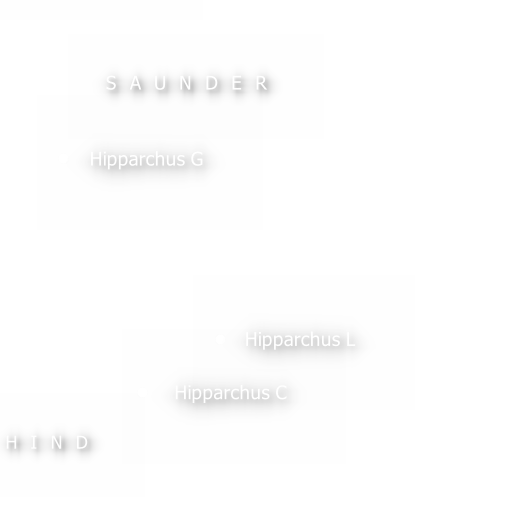 S A U N D E R
Hipparchus G
Hipparchus L
Hipparchus C
H I N D